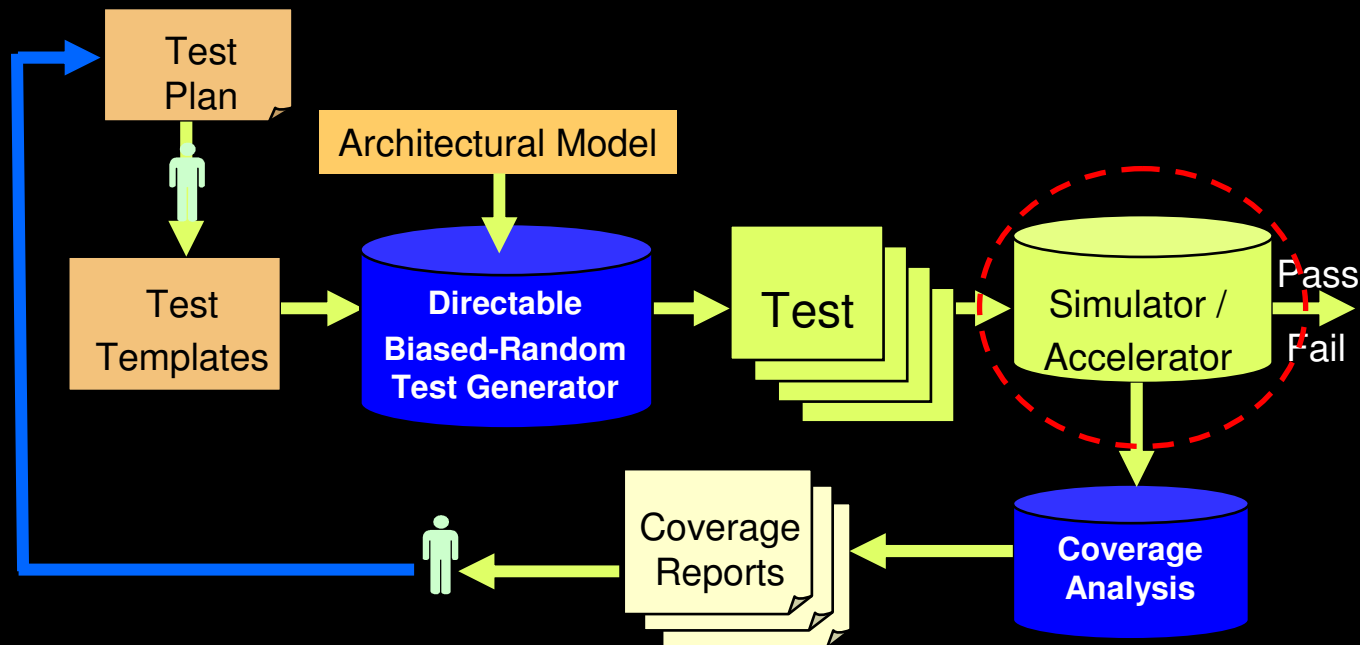 Test
Plan
Architectural Model
Test
Templates
Directable
Biased-Random
Test Generator
Test
Simulator /
Accelerator
Pass
Fail
Coverage
Reports
Coverage
Analysis